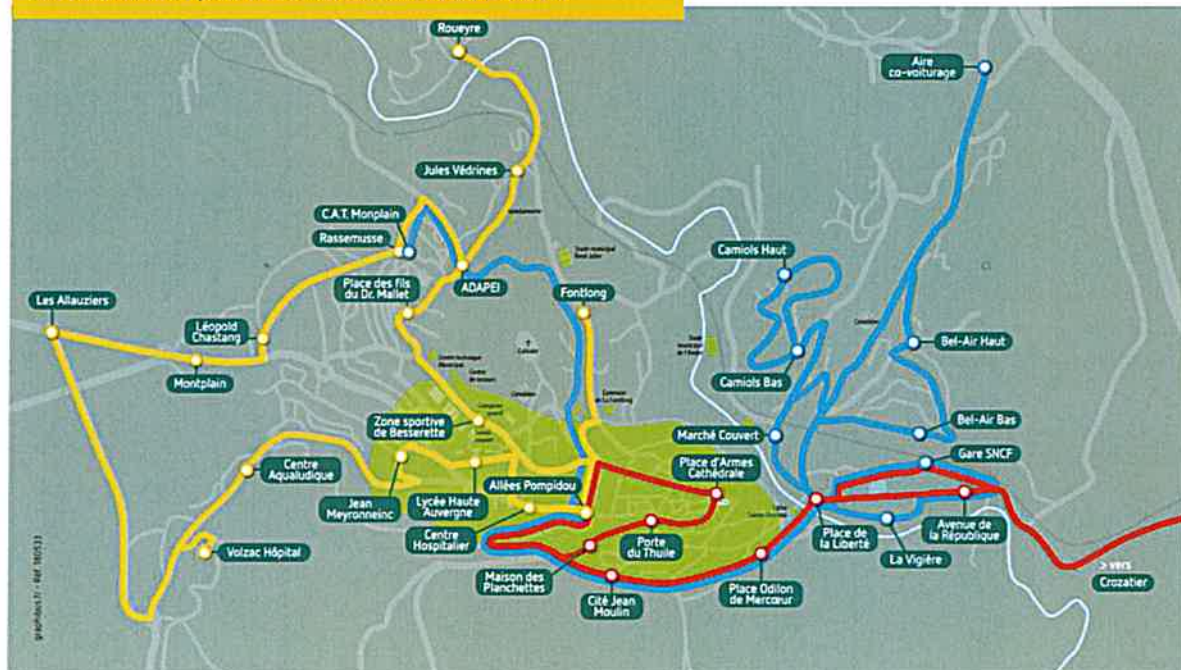 Roueyre
Aire
co-voiturage
Jules Védrines
C.A.T. Monplain
Rassemusse
Place des fils
du Dr. Mallet
ADAPEI
Fontlong
Camiols Haut
Les Allauziers
Léopold
Chastang
Montplain
Bel-Air Haut
Camiols Bas
Zone sportive
de Besserette
Marché Couvert
Bel-Air Bas
Gare SNCF
Centre
Aqualudique
Jean
Meyronneinc
Lycée Haute
Auvergne
Allées Pompidou
Place d'Armes
Cathédrale
Centre
Hospitalier
Volzac Hôpital
Porte
du Thuile
Place de
la Liberté
Avenue de
la République
La Vigière
Maison des
Planchettes
Cité Jean
Moulin
Place Odilon
de Mercœur
> vers
Crozatier